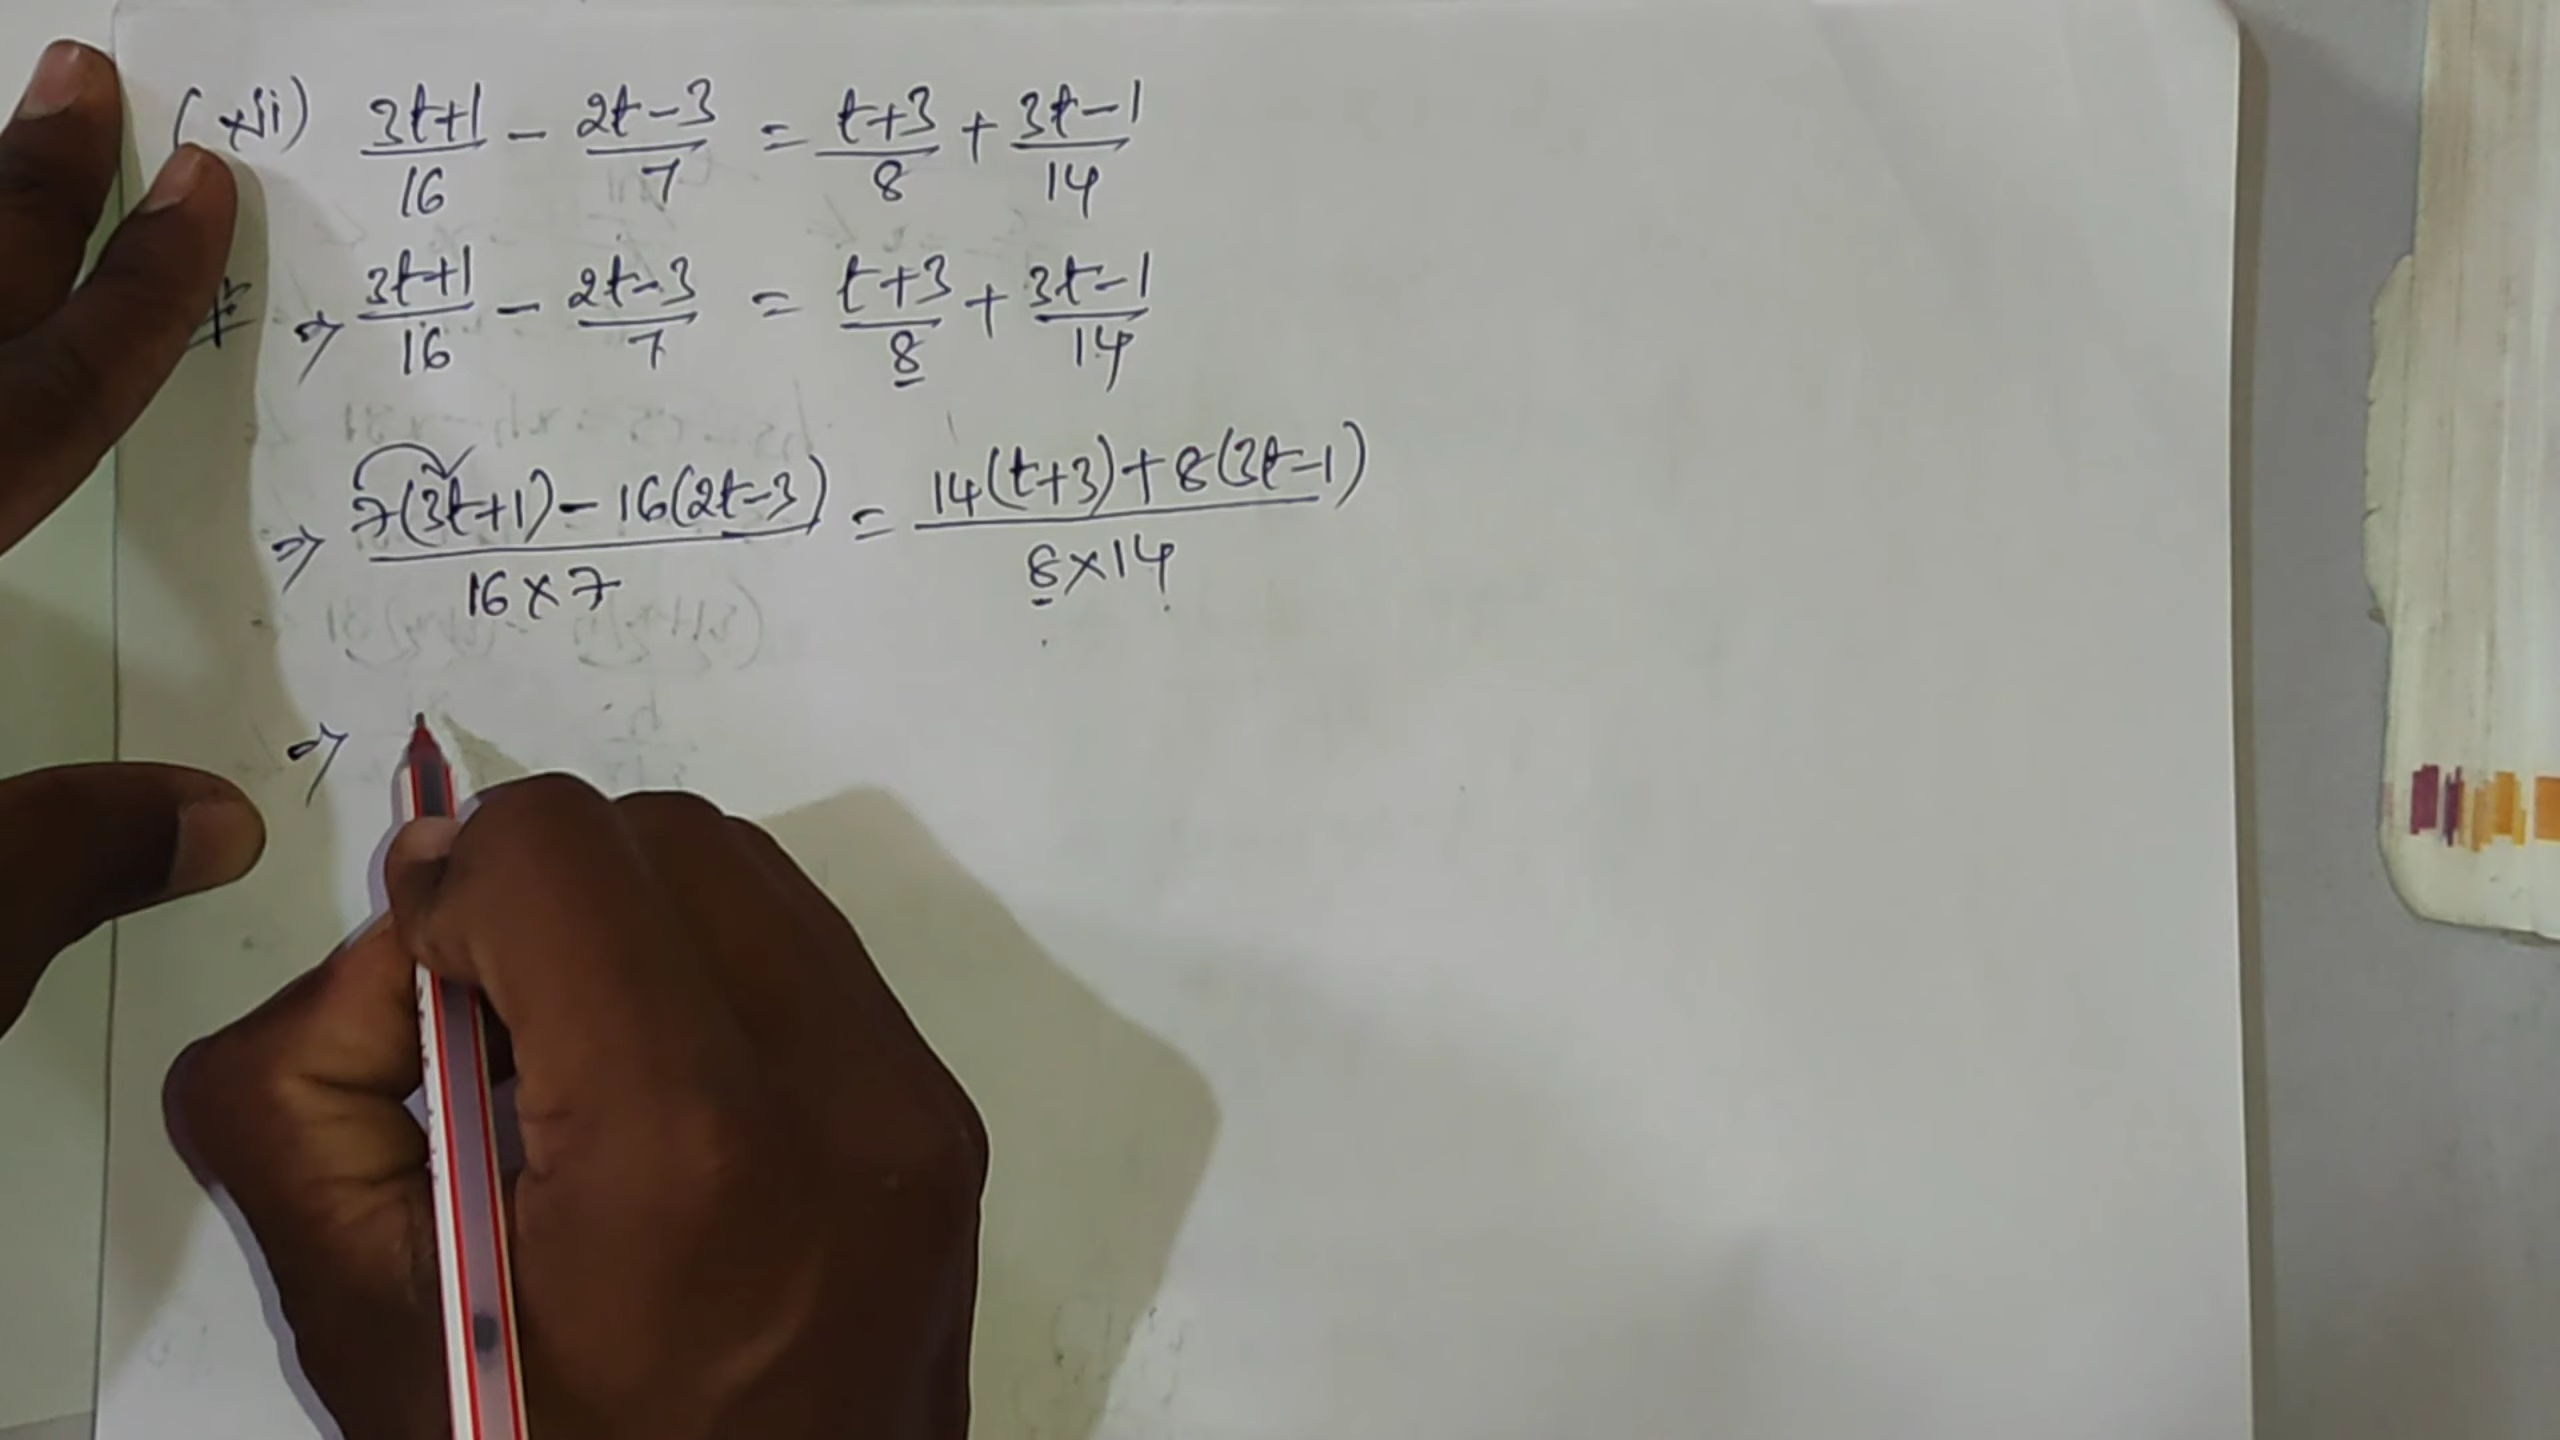 (xii) 3t+1/16 - 2t-3/7 = t+3/8 + 3t-1/14
⇒ 3t+1/16 - 2t-3/7 = t+3/8 + 3t-1/14
⇒ 7(3t+1) - 16(2t-3)/16×7 = 14(t+3)+8(3t-1)/8×14
⇒